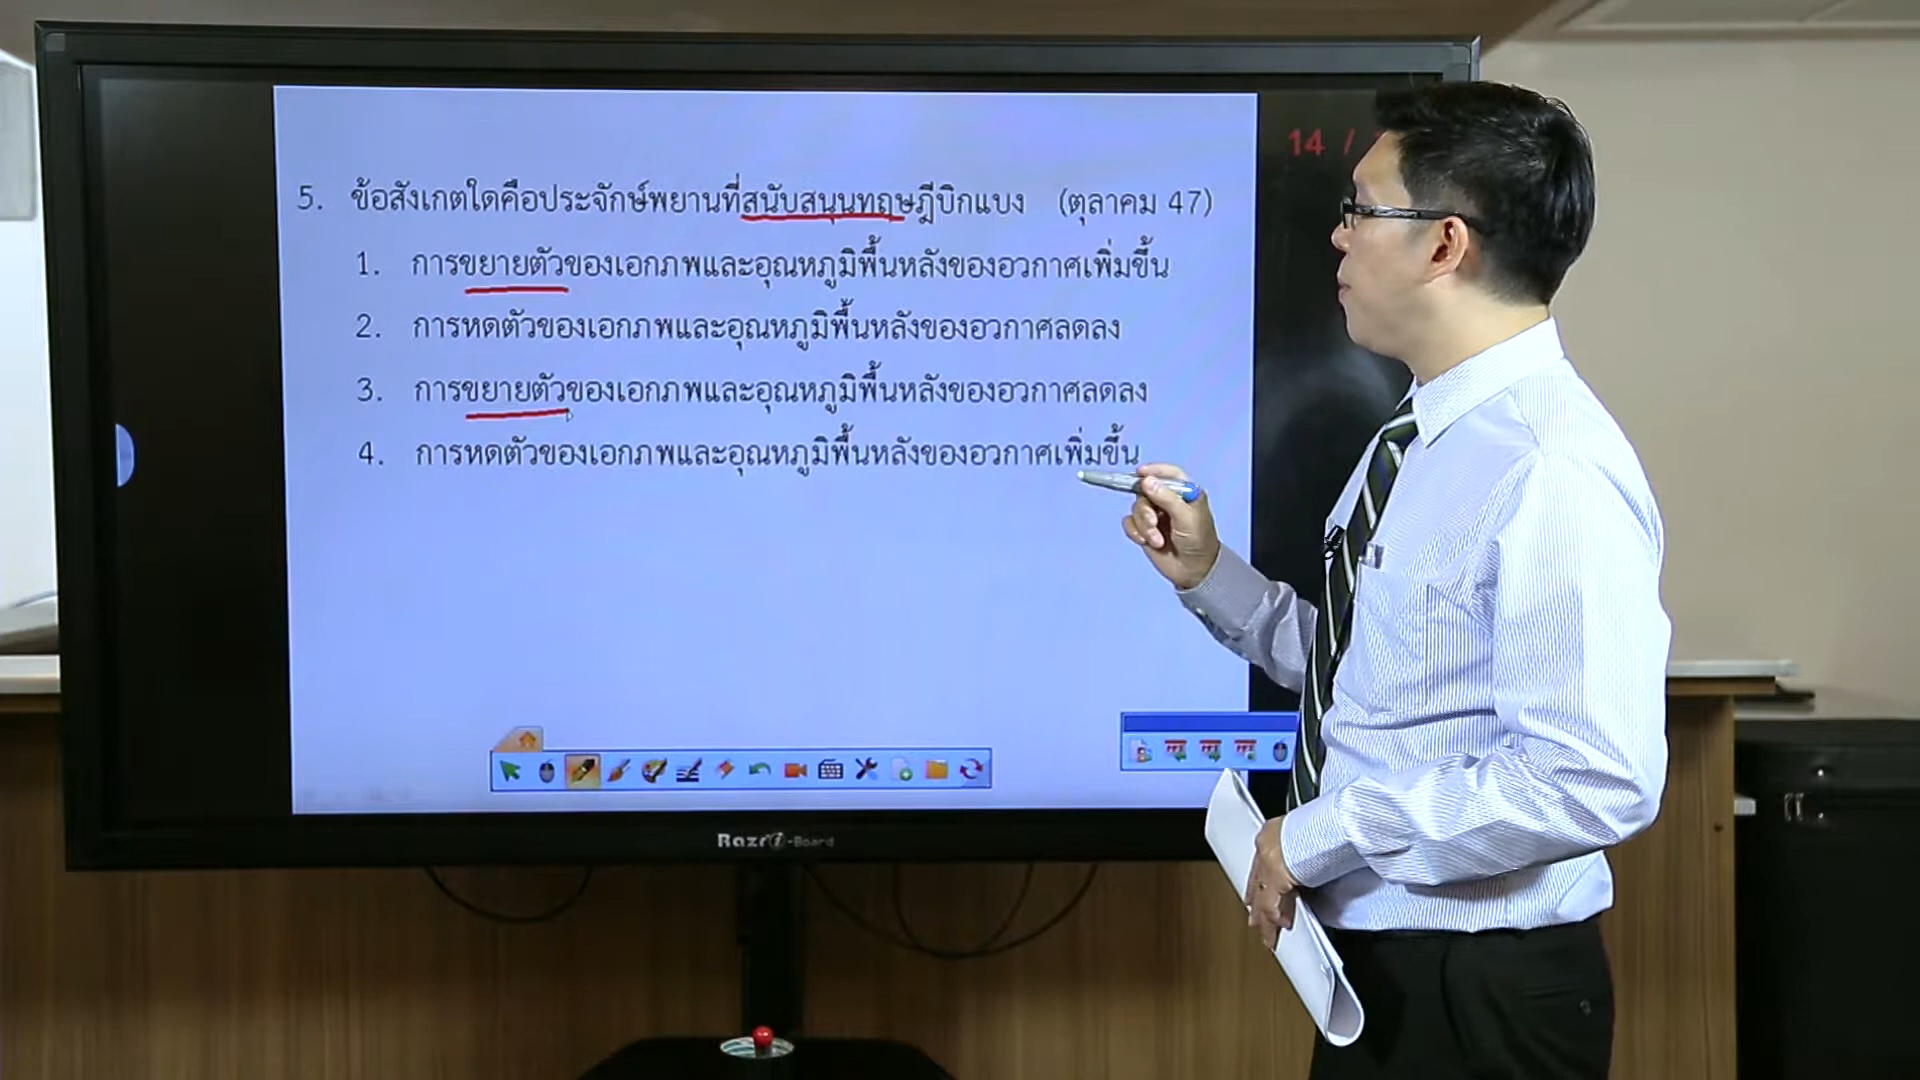 14 /
5. ข้อสังเกตใดคือประจักษ์พยานที่สนับสนุนทฤษฎีบิกแบง (ตุลาคม 47)
1. การขยายตัวของเอกภพและอุณหภูมิพื้นหลังของอวกาศเพิ่มขึ้น
2. การหดตัวของเอกภพและอุณหภูมิพื้นหลังของอวกาศลดลง
3. การขยายตัวของเอกภพและอุณหภูมิพื้นหลังของอวกาศลดลง
4. การหดตัวของเอกภพและอุณหภูมิพื้นหลังของอวกาศเพิ่มขึ้น
Razr i-Board